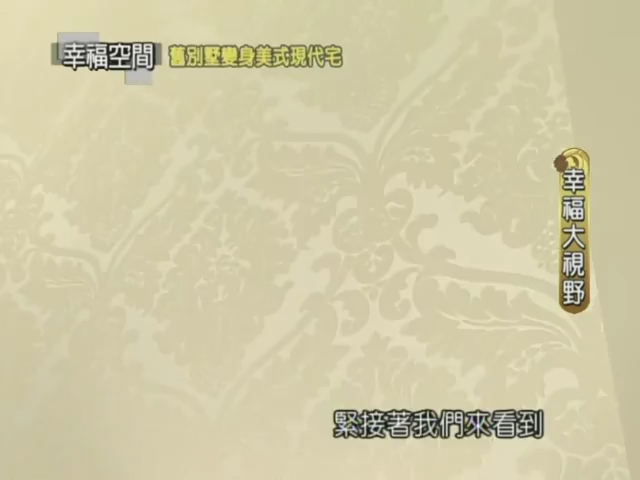 幸福空間
舊別墅變身美式現代宅
幸福大視野
緊接著我們來看到